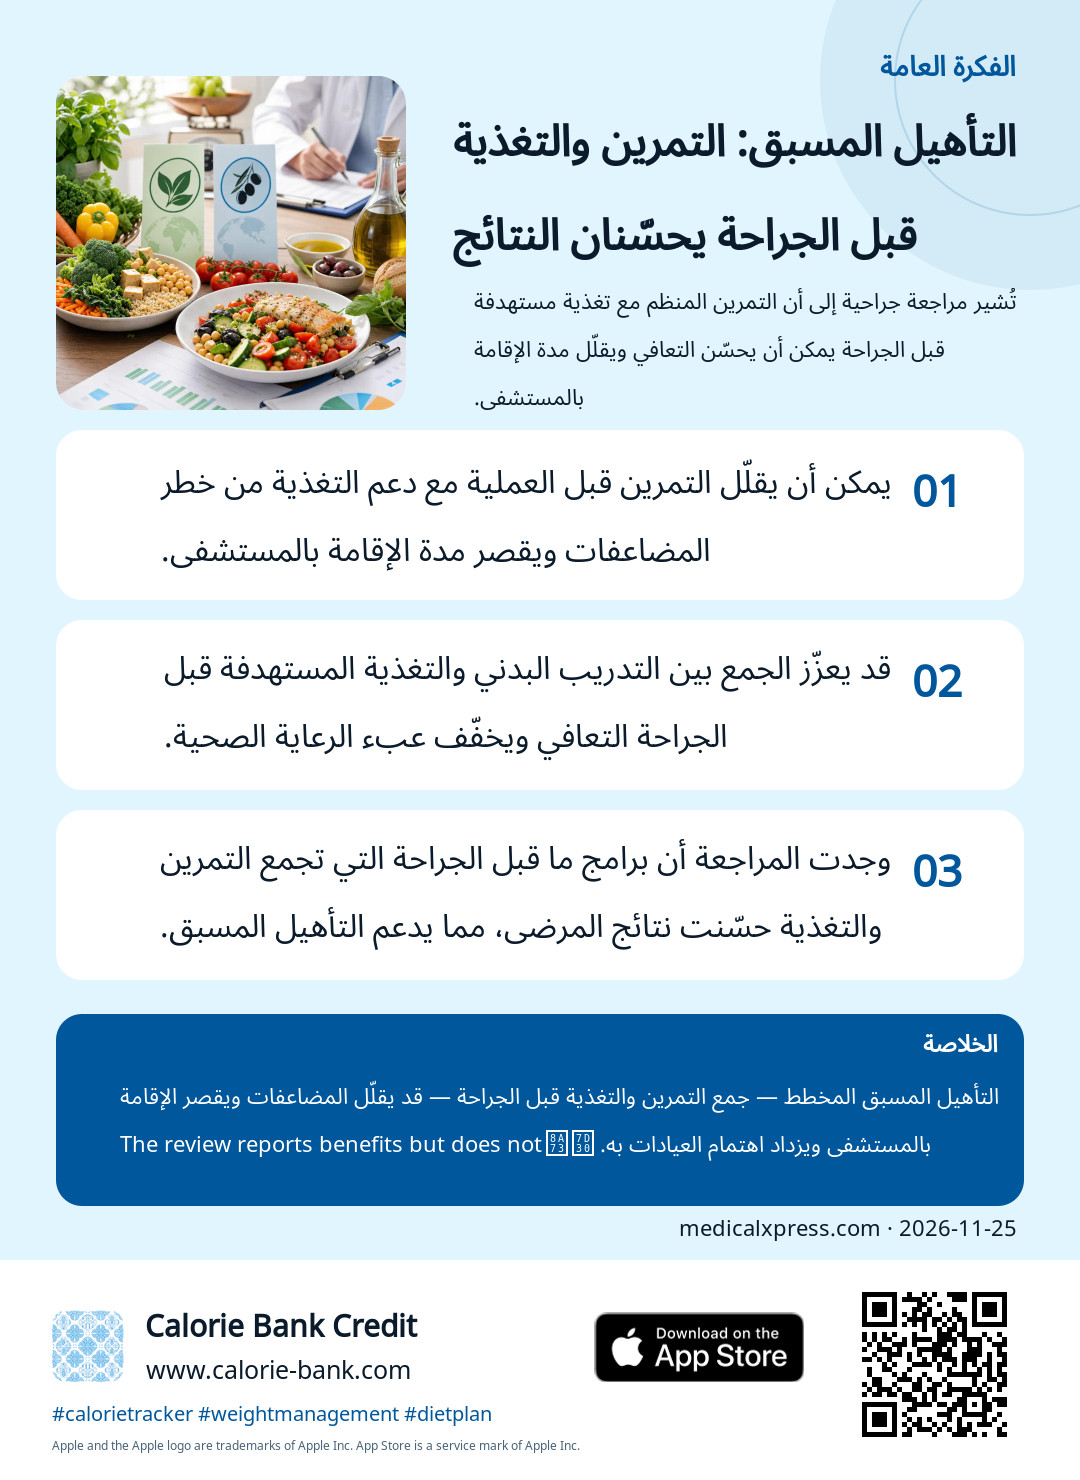 الفكرة العامة
التأهيل المسبق: التمرين والتغذية
قبل الجراحة يحسّنان النتائج
تُشير مراجعة جراحية إلى أن التمرين المنظم مع تغذية مستهدفة
قبل الجراحة يمكن أن يحسّن التعافي ويقلّل مدة الإقامة
بالمستشفى.
01
يمكن أن يقلّل التمرين قبل العملية مع دعم التغذية من خطر
المضاعفات ويقصر مدة الإقامة بالمستشفى.
02
قد يعزّز الجمع بين التدريب البدني والتغذية المستهدفة قبل
الجراحة التعافي ويخفّف عبء الرعاية الصحية.
03
وجدت المراجعة أن برامج ما قبل الجراحة التي تجمع التمرين
والتغذية حسّنت نتائج المرضى، مما يدعم التأهيل المسبق.
الخلاصة
التأهيل المسبق المخطط — جمع التمرين والتغذية قبل الجراحة — قد يقلّل المضاعفات ويقصر الإقامة
بالمستشفى ويزداد اهتمام العيادات به. The review reports benefits but does not
medicalxpress.com · 2026-11-25
Calorie Bank Credit
www.calorie-bank.com
Download on the
App Store
#calorietracker #weightmanagement #dietplan
Apple and the Apple logo are trademarks of Apple Inc. App Store is a service mark of Apple Inc.